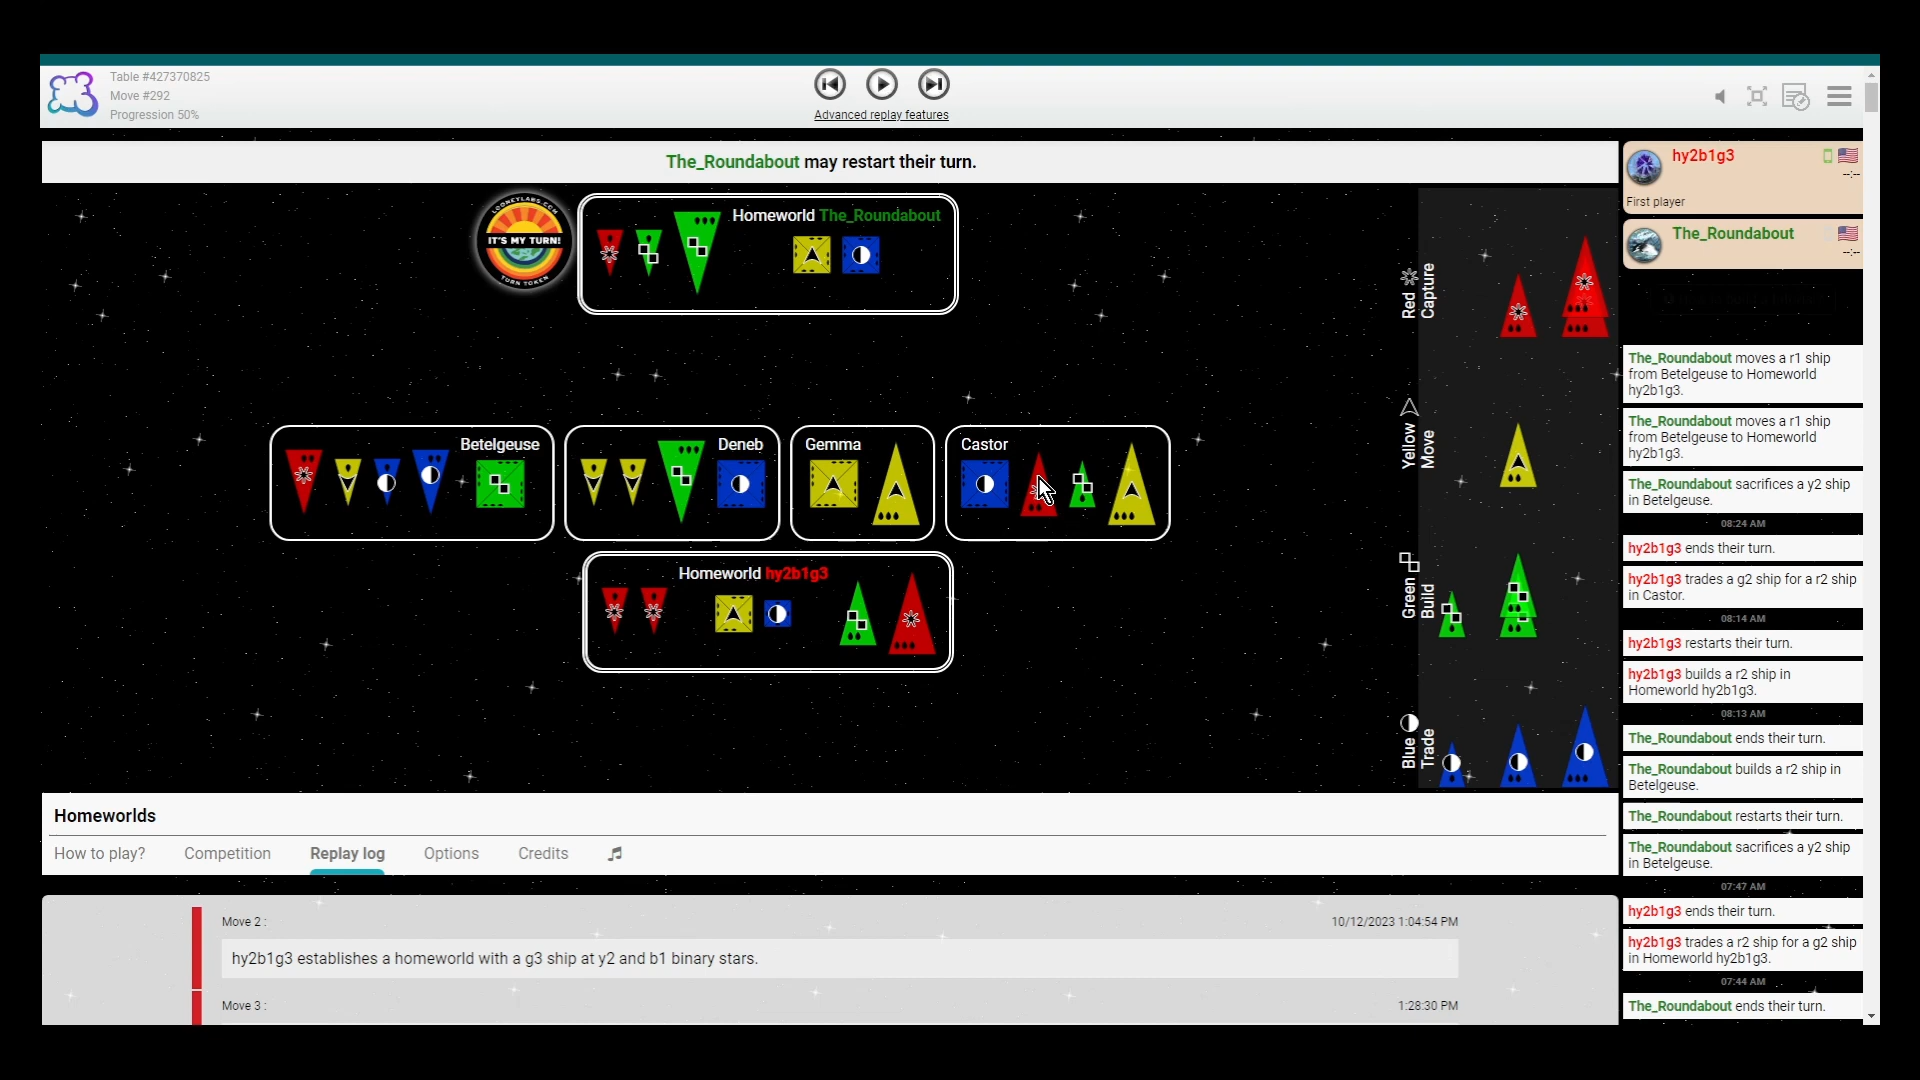 Table #427370825
Move #292
Progression 50%
Advanced replay features
The_Roundabout may restart their turn.
LOONEYLABS.COM
IT'S MY TURN!
TURN TOKEN
Homeworld The_Roundabout
Betelgeuse
Deneb
Gemma
Castor
Homeworld hy2b1g3
Red
Capture
Yellow
Move
Green
Build
Blue
Trade
hy2b1g3
--:--
First player
The_Roundabout
--:--
The_Roundabout moves a r1 ship
from Betelgeuse to Homeworld
hy2b1g3.
The_Roundabout moves a r1 ship
from Betelgeuse to Homeworld
hy2b1g3.
The_Roundabout sacrifices a y2 ship
in Betelgeuse.
08:24 AM
hy2b1g3 ends their turn.
hy2b1g3 trades a g2 ship for a r2 ship
in Castor.
08:14 AM
hy2b1g3 restarts their turn.
hy2b1g3 builds a r2 ship in
Homeworld hy2b1g3.
08:13 AM
The_Roundabout ends their turn.
The_Roundabout builds a r2 ship in
Betelgeuse.
The_Roundabout restarts their turn.
The_Roundabout sacrifices a y2 ship
in Betelgeuse.
07:47 AM
hy2b1g3 ends their turn.
hy2b1g3 trades a r2 ship for a g2 ship
in Homeworld hy2b1g3.
07:44 AM
The_Roundabout ends their turn.
Homeworlds
How to play?
Competition
Replay log
Options
Credits
Move 2 :
10/12/2023 1:04:54 PM
hy2b1g3 establishes a homeworld with a g3 ship at y2 and b1 binary stars.
Move 3 :
1:28:30 PM